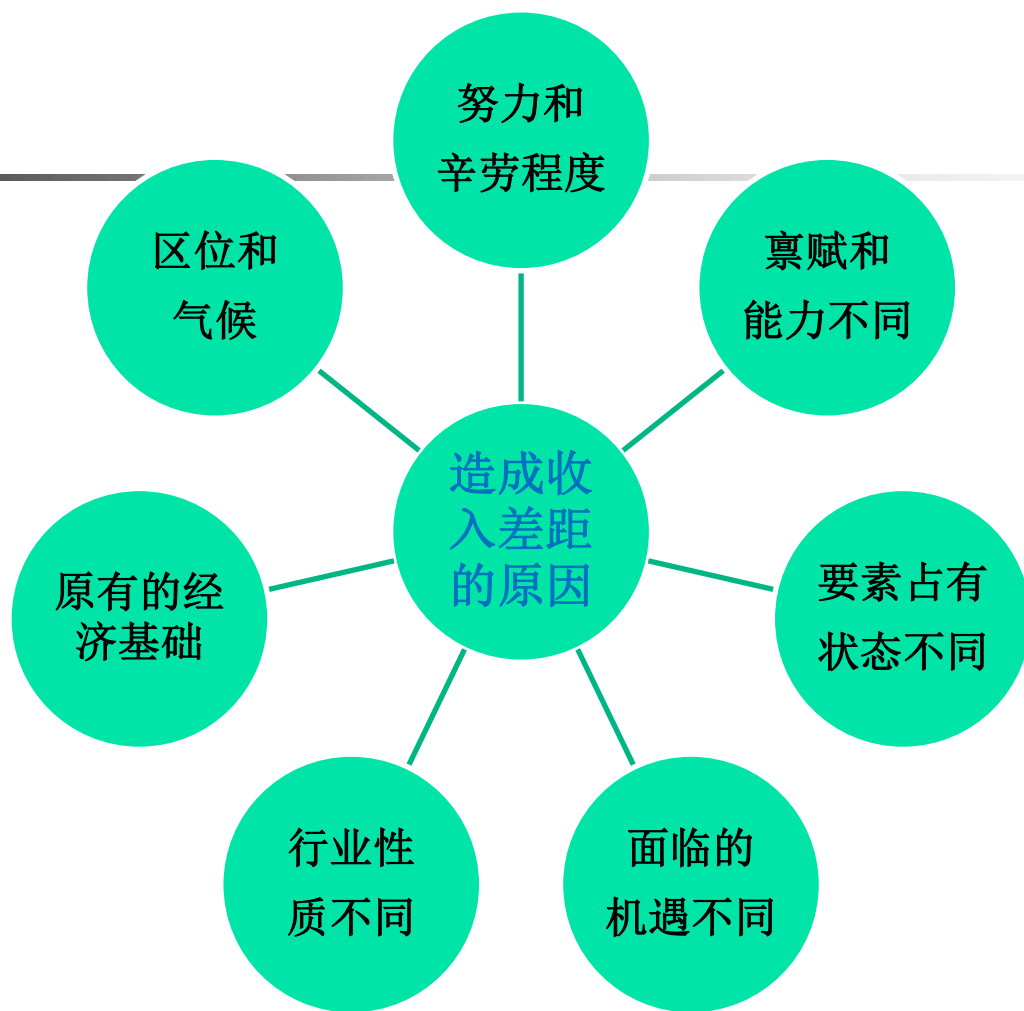 努力和
辛劳程度
区位和
气候
禀赋和
能力不同
造成收
入差距
的原因
原有的经
济基础
要素占有
状态不同
行业性
质不同
面临的
机遇不同